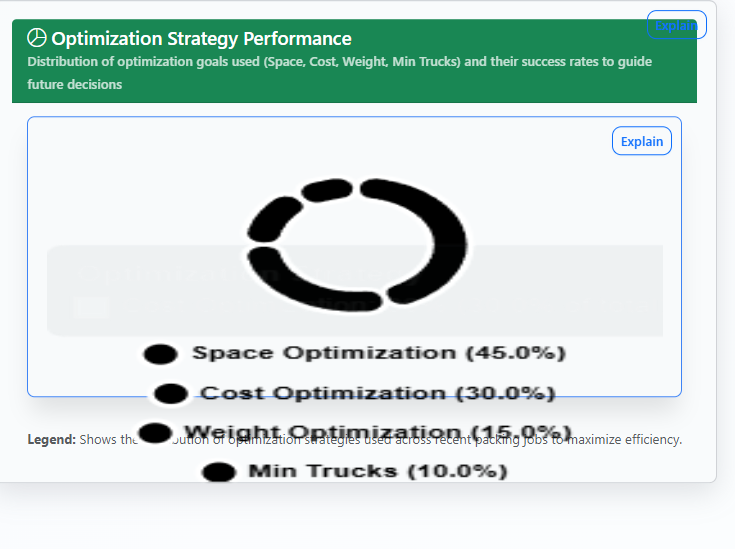 Explain
Optimization Strategy Performance
Distribution of optimization goals used (Space, Cost, Weight, Min Trucks) and their success rates to guide
future decisions
Explain
Space Optimization (45.0%)
Cost Optimization (30.0%)
Weight Optimization (15.0%)
Legend: Shows the ution of optimization strategies used across recent packing jobs to maximize efficiency.
Min Trucks (10.0%)